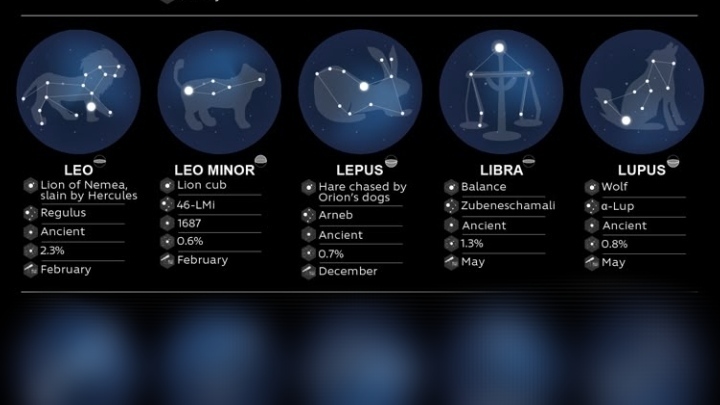 LEO
Lion of Nemea,
slain by Hercules
Regulus
Ancient
2.3%
February
LEO MINOR
Lion cub
46-LMi
1687
0.6%
February
LEPUS
Hare chased by
Orion's dogs
Arneb
Ancient
0.7%
December
LIBRA
Balance
Zubeneschamali
Ancient
1.3%
May
LUPUS
Wolf
α-Lup
Ancient
0.8%
May